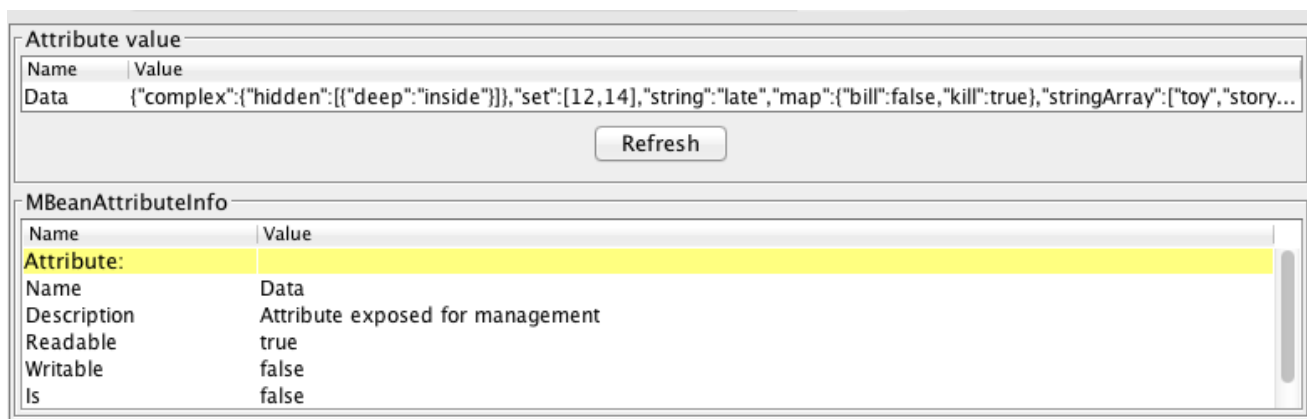 Attribute value
Name Value
Data {"complex":{"hidden":[{"deep":"inside"}]},"set":[12,14],"string":"late","map":{"bill":false,"kill":true},"stringArray":["toy","story...
Refresh
MBeanAttributeInfo
Name Value
Attribute:
Name Data
Description Attribute exposed for management
Readable true
Writable false
Is false